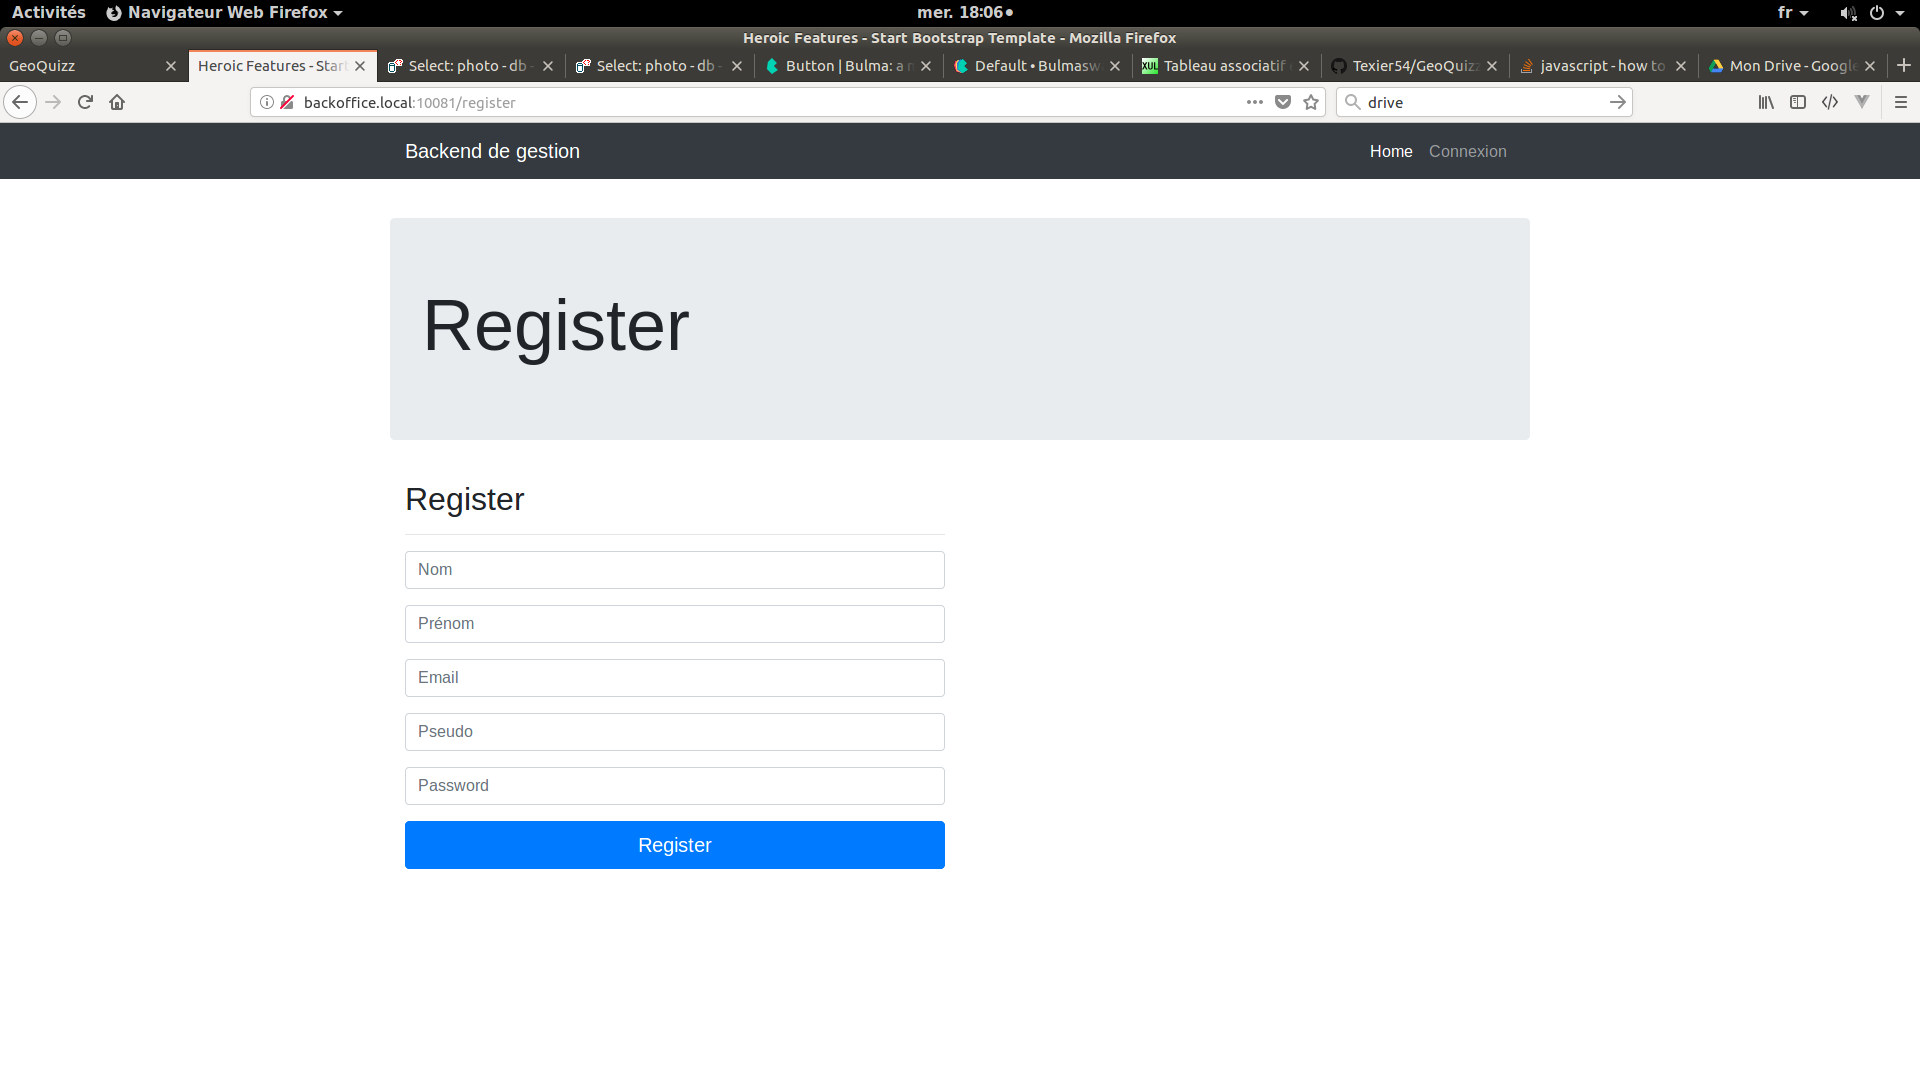 Activités Navigateur Web Firefox mer. 18:06 fr
Heroic Features - Start Bootstrap Template - Mozilla Firefox
GeoQuizz Heroic Features - Start Select: photo - db - Select: photo - db - Button | Bulma: a m Default • Bulmasw Tableau associatif Texier54/GeoQuizz javascript - how to Mon Drive - Google
backoffice.local:10081/register drive
Backend de gestion Home Connexion
Register
Register
Nom
Prénom
Email
Pseudo
Password
Register